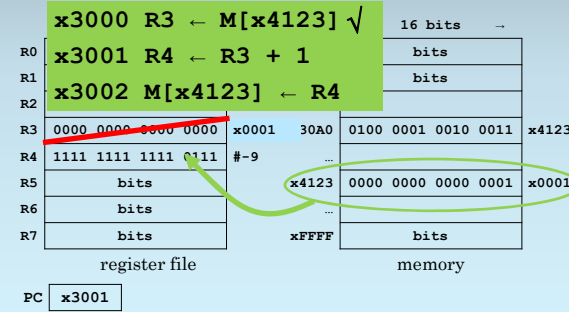 x3000 R3 ← M[x4123] √
x3001 R4 ← R3 + 1
x3002 M[x4123] ← R4
16 bits →
R0 bits
R1 bits
R2
R3 0000 0000 0000 0000 x0001 30A0 0100 0001 0010 0011 x4123
R4 1111 1111 1111 0111 #-9 …
R5 bits x4123 0000 0000 0000 0001 x0001
R6 bits …
R7 bits xFFFF bits
register file memory
PC x3001